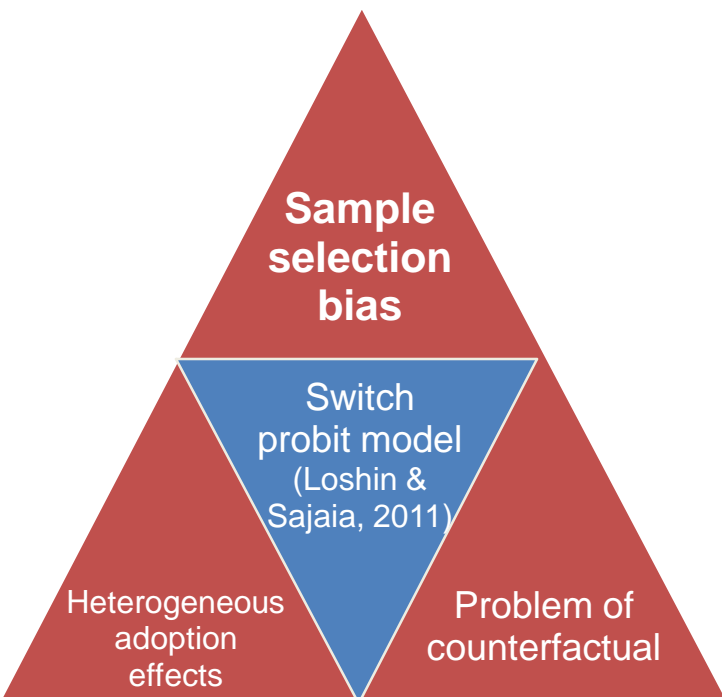 Sample
selection
bias
Switch
probit model
(Loshin &
Sajaia, 2011)
Heterogeneous
adoption
effects
Problem of
counterfactual